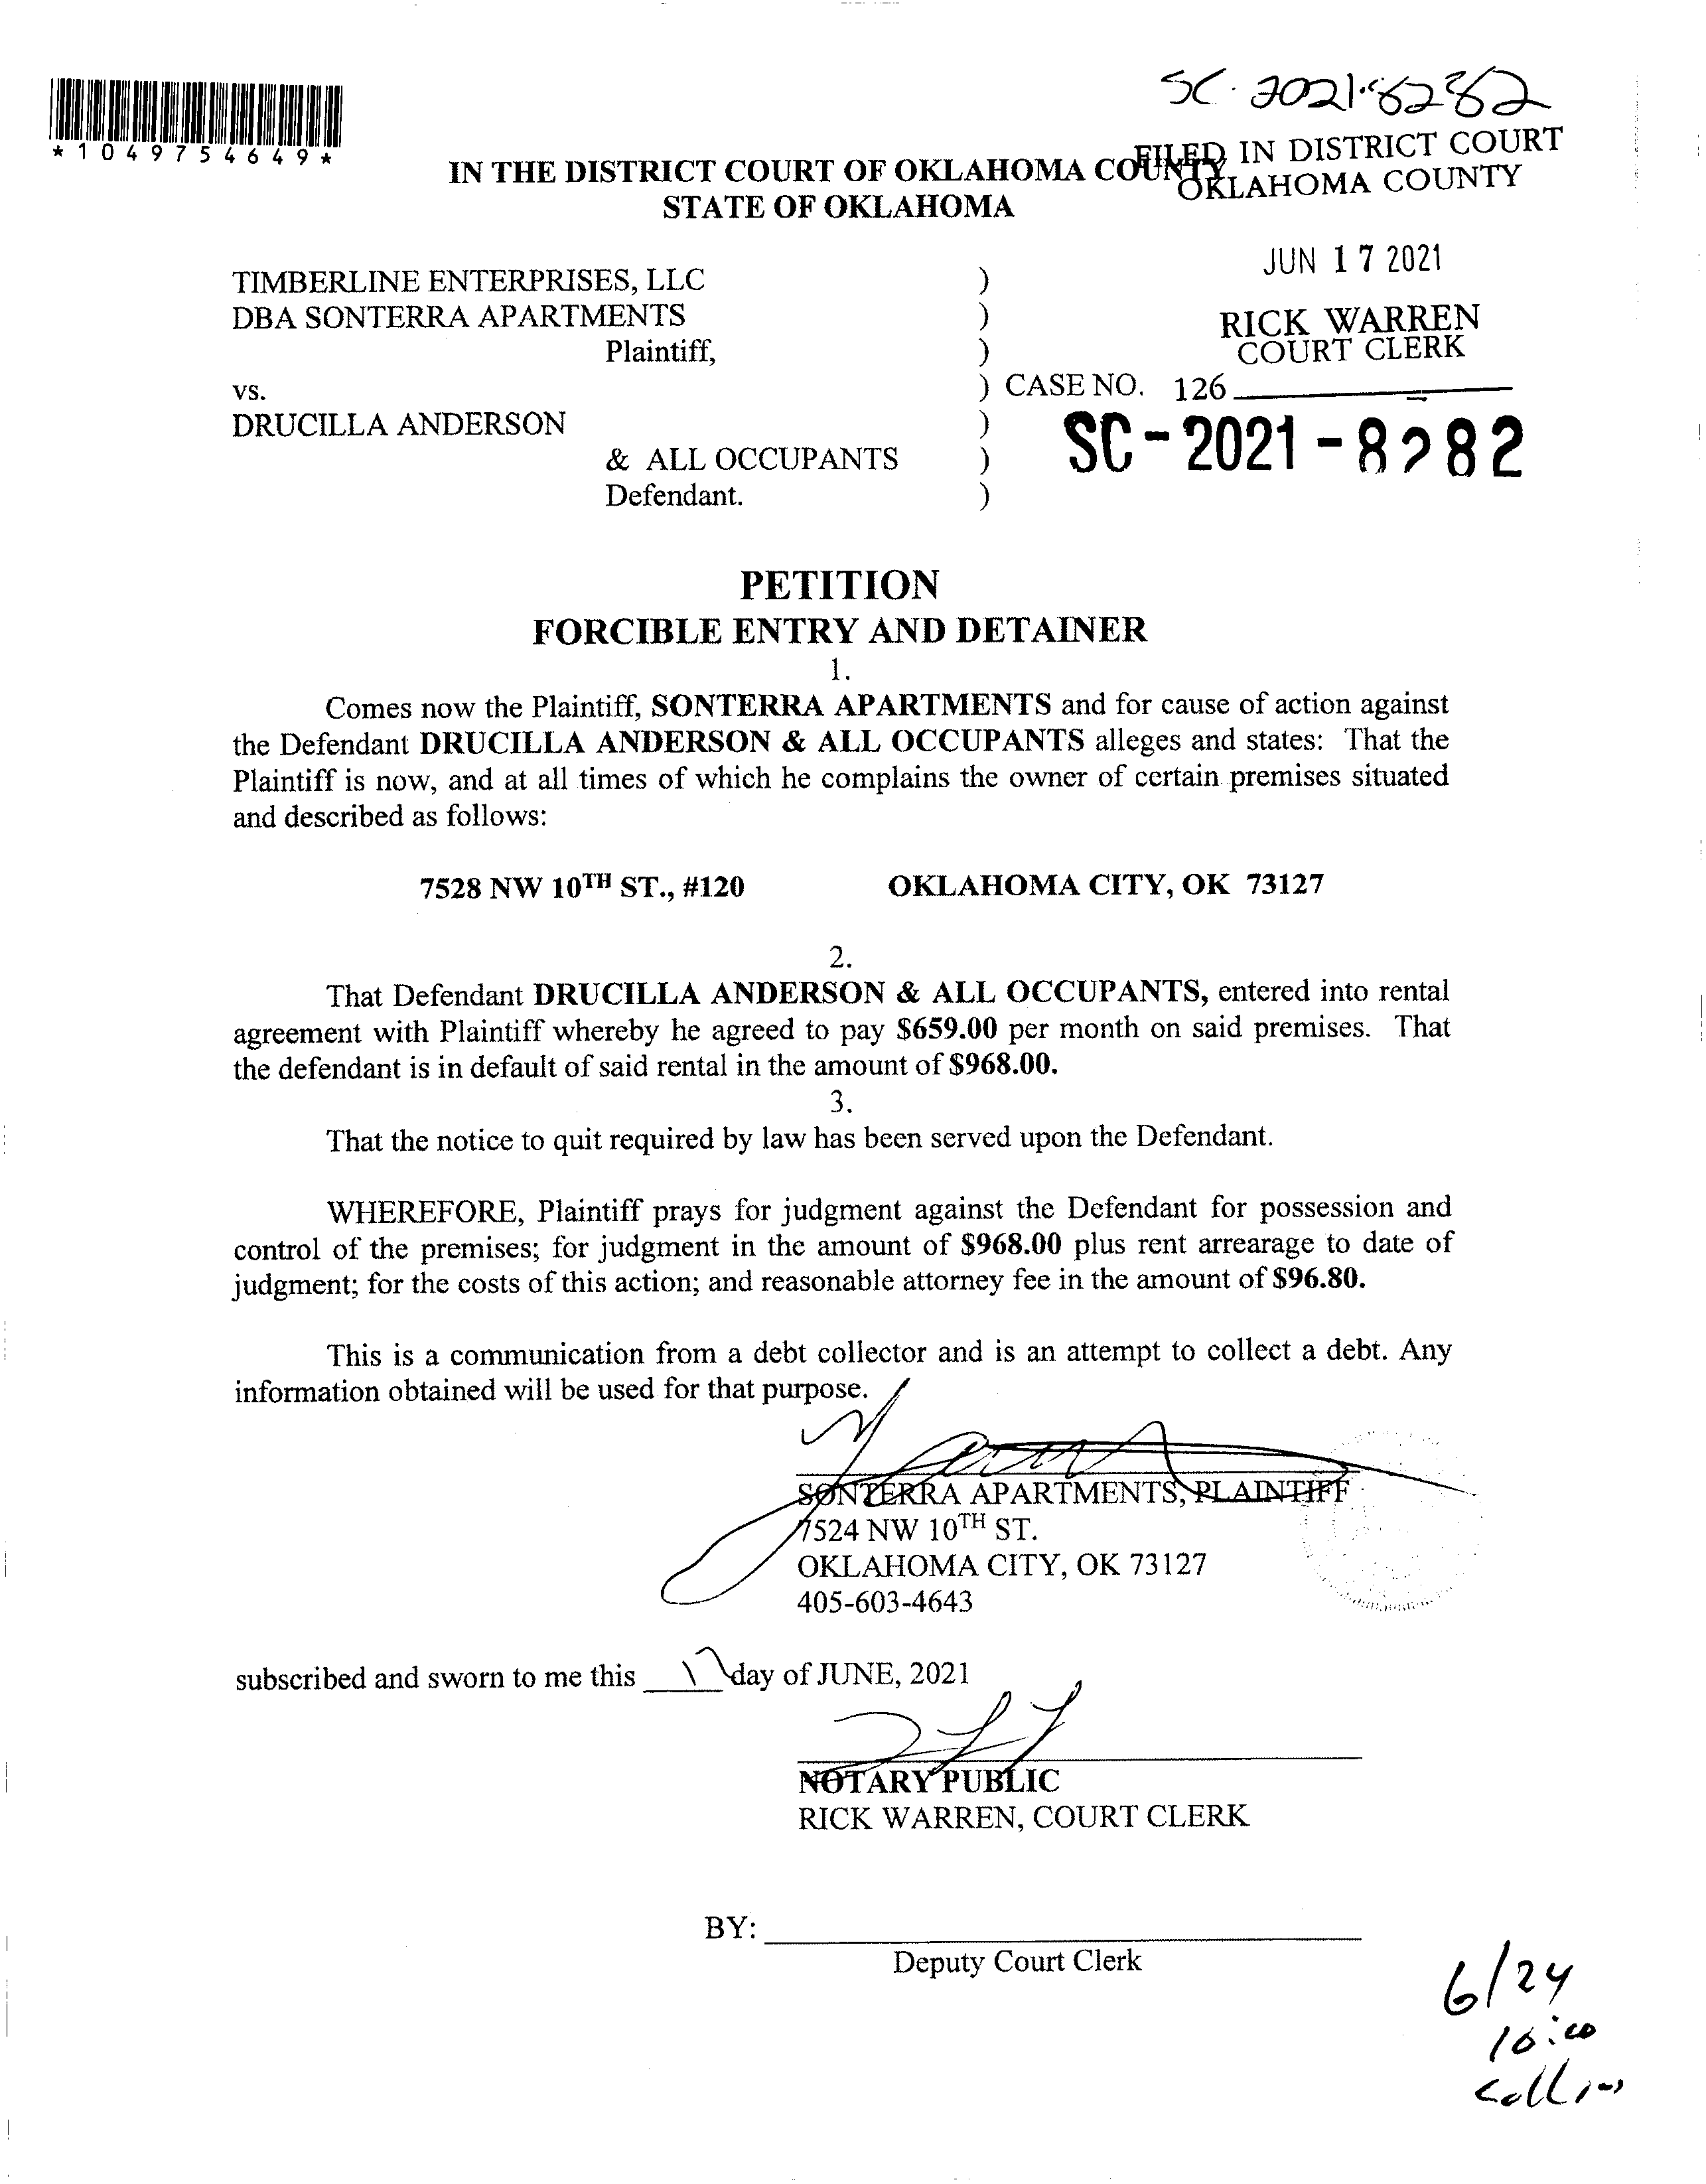 SC-2021-8282
*1049754649*
FILED IN DISTRICT COURT
OKLAHOMA COUNTY
IN THE DISTRICT COURT OF OKLAHOMA COUNTY
STATE OF OKLAHOMA
JUN 17 2021
RICK WARREN
COURT CLERK
TIMBERLINE ENTERPRISES, LLC )
DBA SONTERRA APARTMENTS )
Plaintiff, )
vs. ) CASE NO. 126
DRUCILLA ANDERSON )
& ALL OCCUPANTS )
Defendant. )
SC-2021-8282
PETITION
FORCIBLE ENTRY AND DETAINER
1.
Comes now the Plaintiff, SONTERRA APARTMENTS and for cause of action against
the Defendant DRUCILLA ANDERSON & ALL OCCUPANTS alleges and states: That the
Plaintiff is now, and at all times of which he complains the owner of certain premises situated
and described as follows:
7528 NW 10TH ST., #120 OKLAHOMA CITY, OK 73127
2.
That Defendant DRUCILLA ANDERSON & ALL OCCUPANTS, entered into rental
agreement with Plaintiff whereby he agreed to pay $659.00 per month on said premises. That
the defendant is in default of said rental in the amount of $968.00.
3.
That the notice to quit required by law has been served upon the Defendant.
WHEREFORE, Plaintiff prays for judgment against the Defendant for possession and
control of the premises; for judgment in the amount of $968.00 plus rent arrearage to date of
judgment; for the costs of this action; and reasonable attorney fee in the amount of $96.80.
This is a communication from a debt collector and is an attempt to collect a debt. Any
information obtained will be used for that purpose.
SONTERRA APARTMENTS, PLAINTIFF
7524 NW 10TH ST.
OKLAHOMA CITY, OK 73127
405-603-4643
subscribed and sworn to me this 17 day of JUNE, 2021
NOTARY PUBLIC
RICK WARREN, COURT CLERK
BY:
Deputy Court Clerk
6/24
10:00
Collins